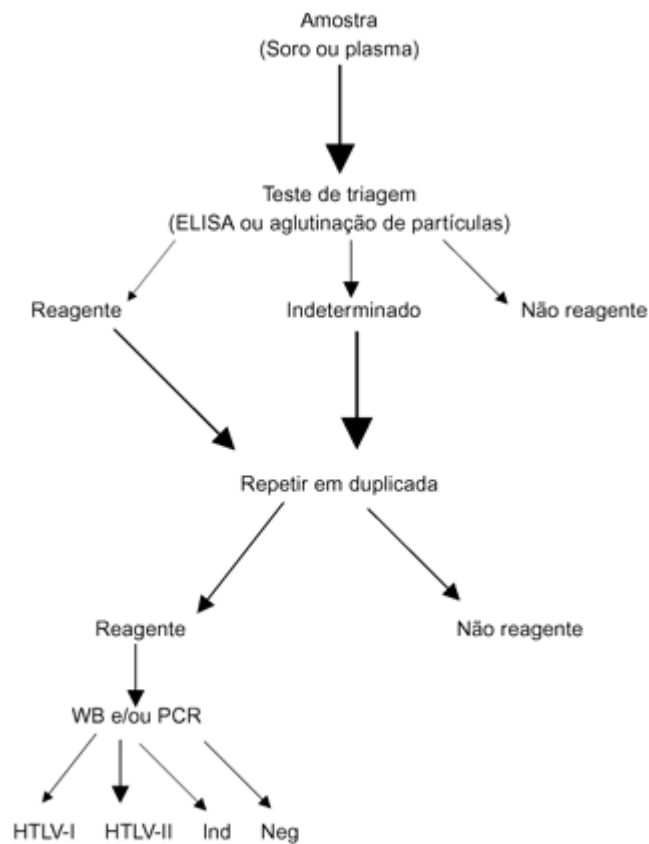 Amostra
(Soro ou plasma)
Teste de triagem
(ELISA ou aglutinação de partículas)
Reagente
Indeterminado
Não reagente
Repetir em duplicada
Reagente
Não reagente
WB e/ou PCR
HTLV-I
HTLV-II
Ind
Neg